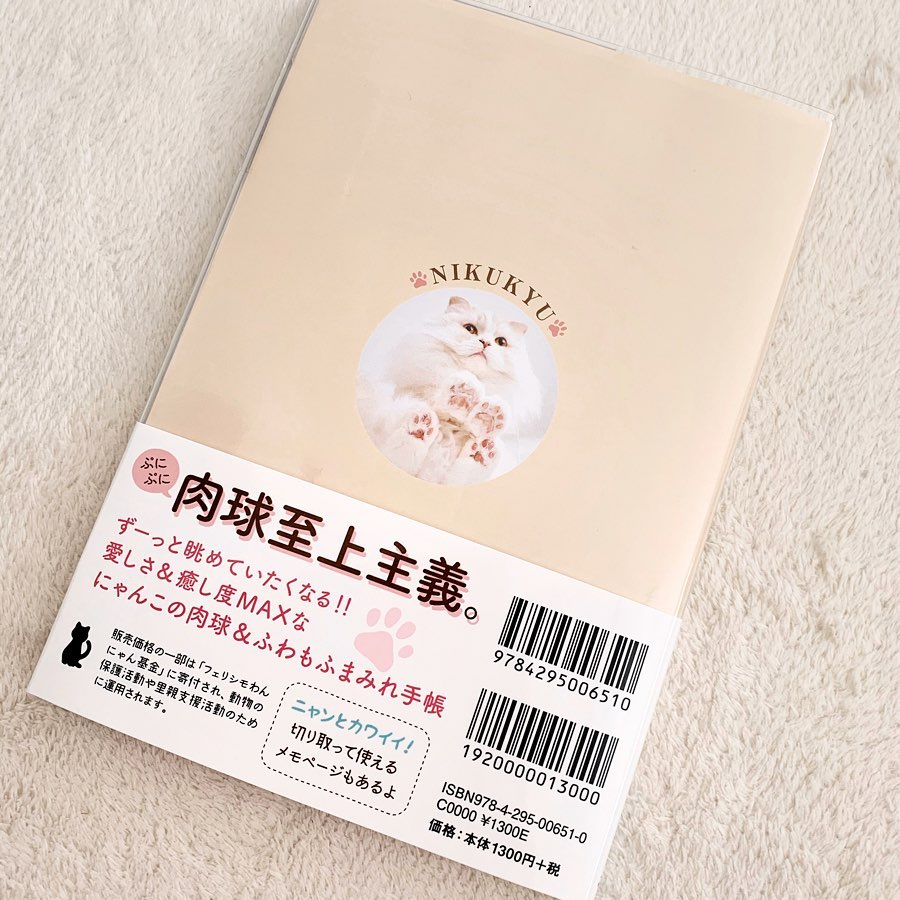 NIKUKYU
ぷに
ぷに
肉球至上主義。
ずーっと眺めていたくなる!!
愛しさ&癒し度MAXな
にゃんこの肉球&ふわもふまみれ手帳
販売価格の一部は「フェリシモわん
にゃん基金」に寄付され、動物の
保護活動や里親支援活動のため
に運用されます。
ニャンとカワイイ!
切り取って使える
メモページもあるよ
9784295006510
1920000013000
ISBN978-4-295-00651-0
C0000 ¥1300E
価格:本体1300円+税